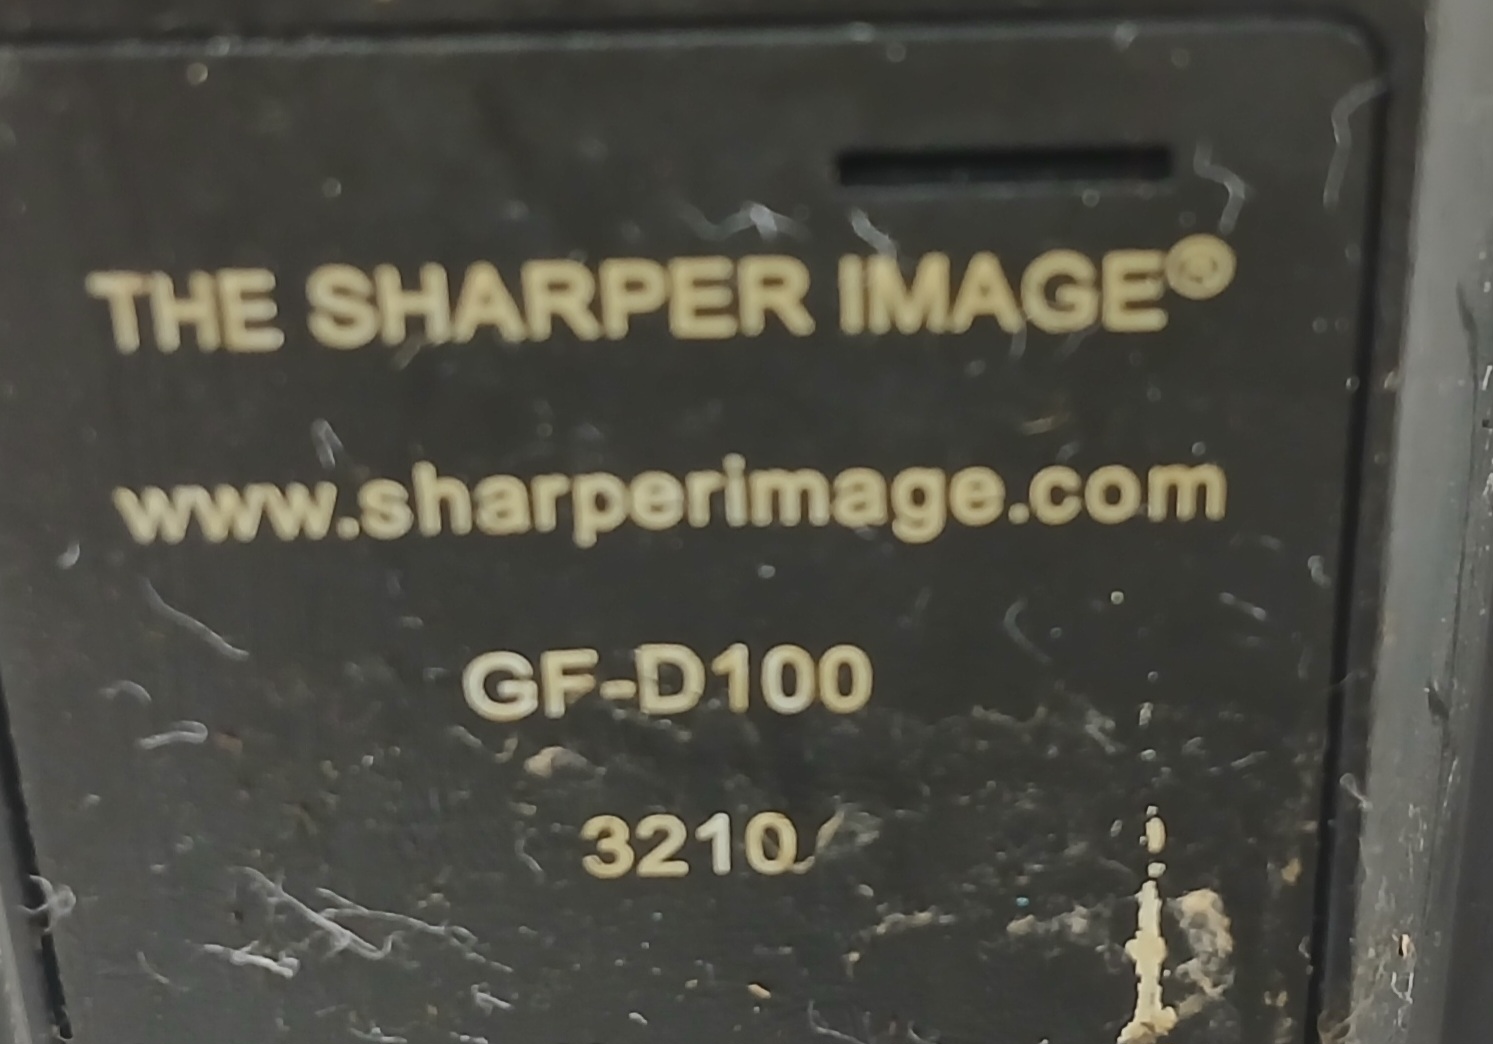 THE SHARPER IMAGE®
www.sharperimage.com
GF-D100
3210